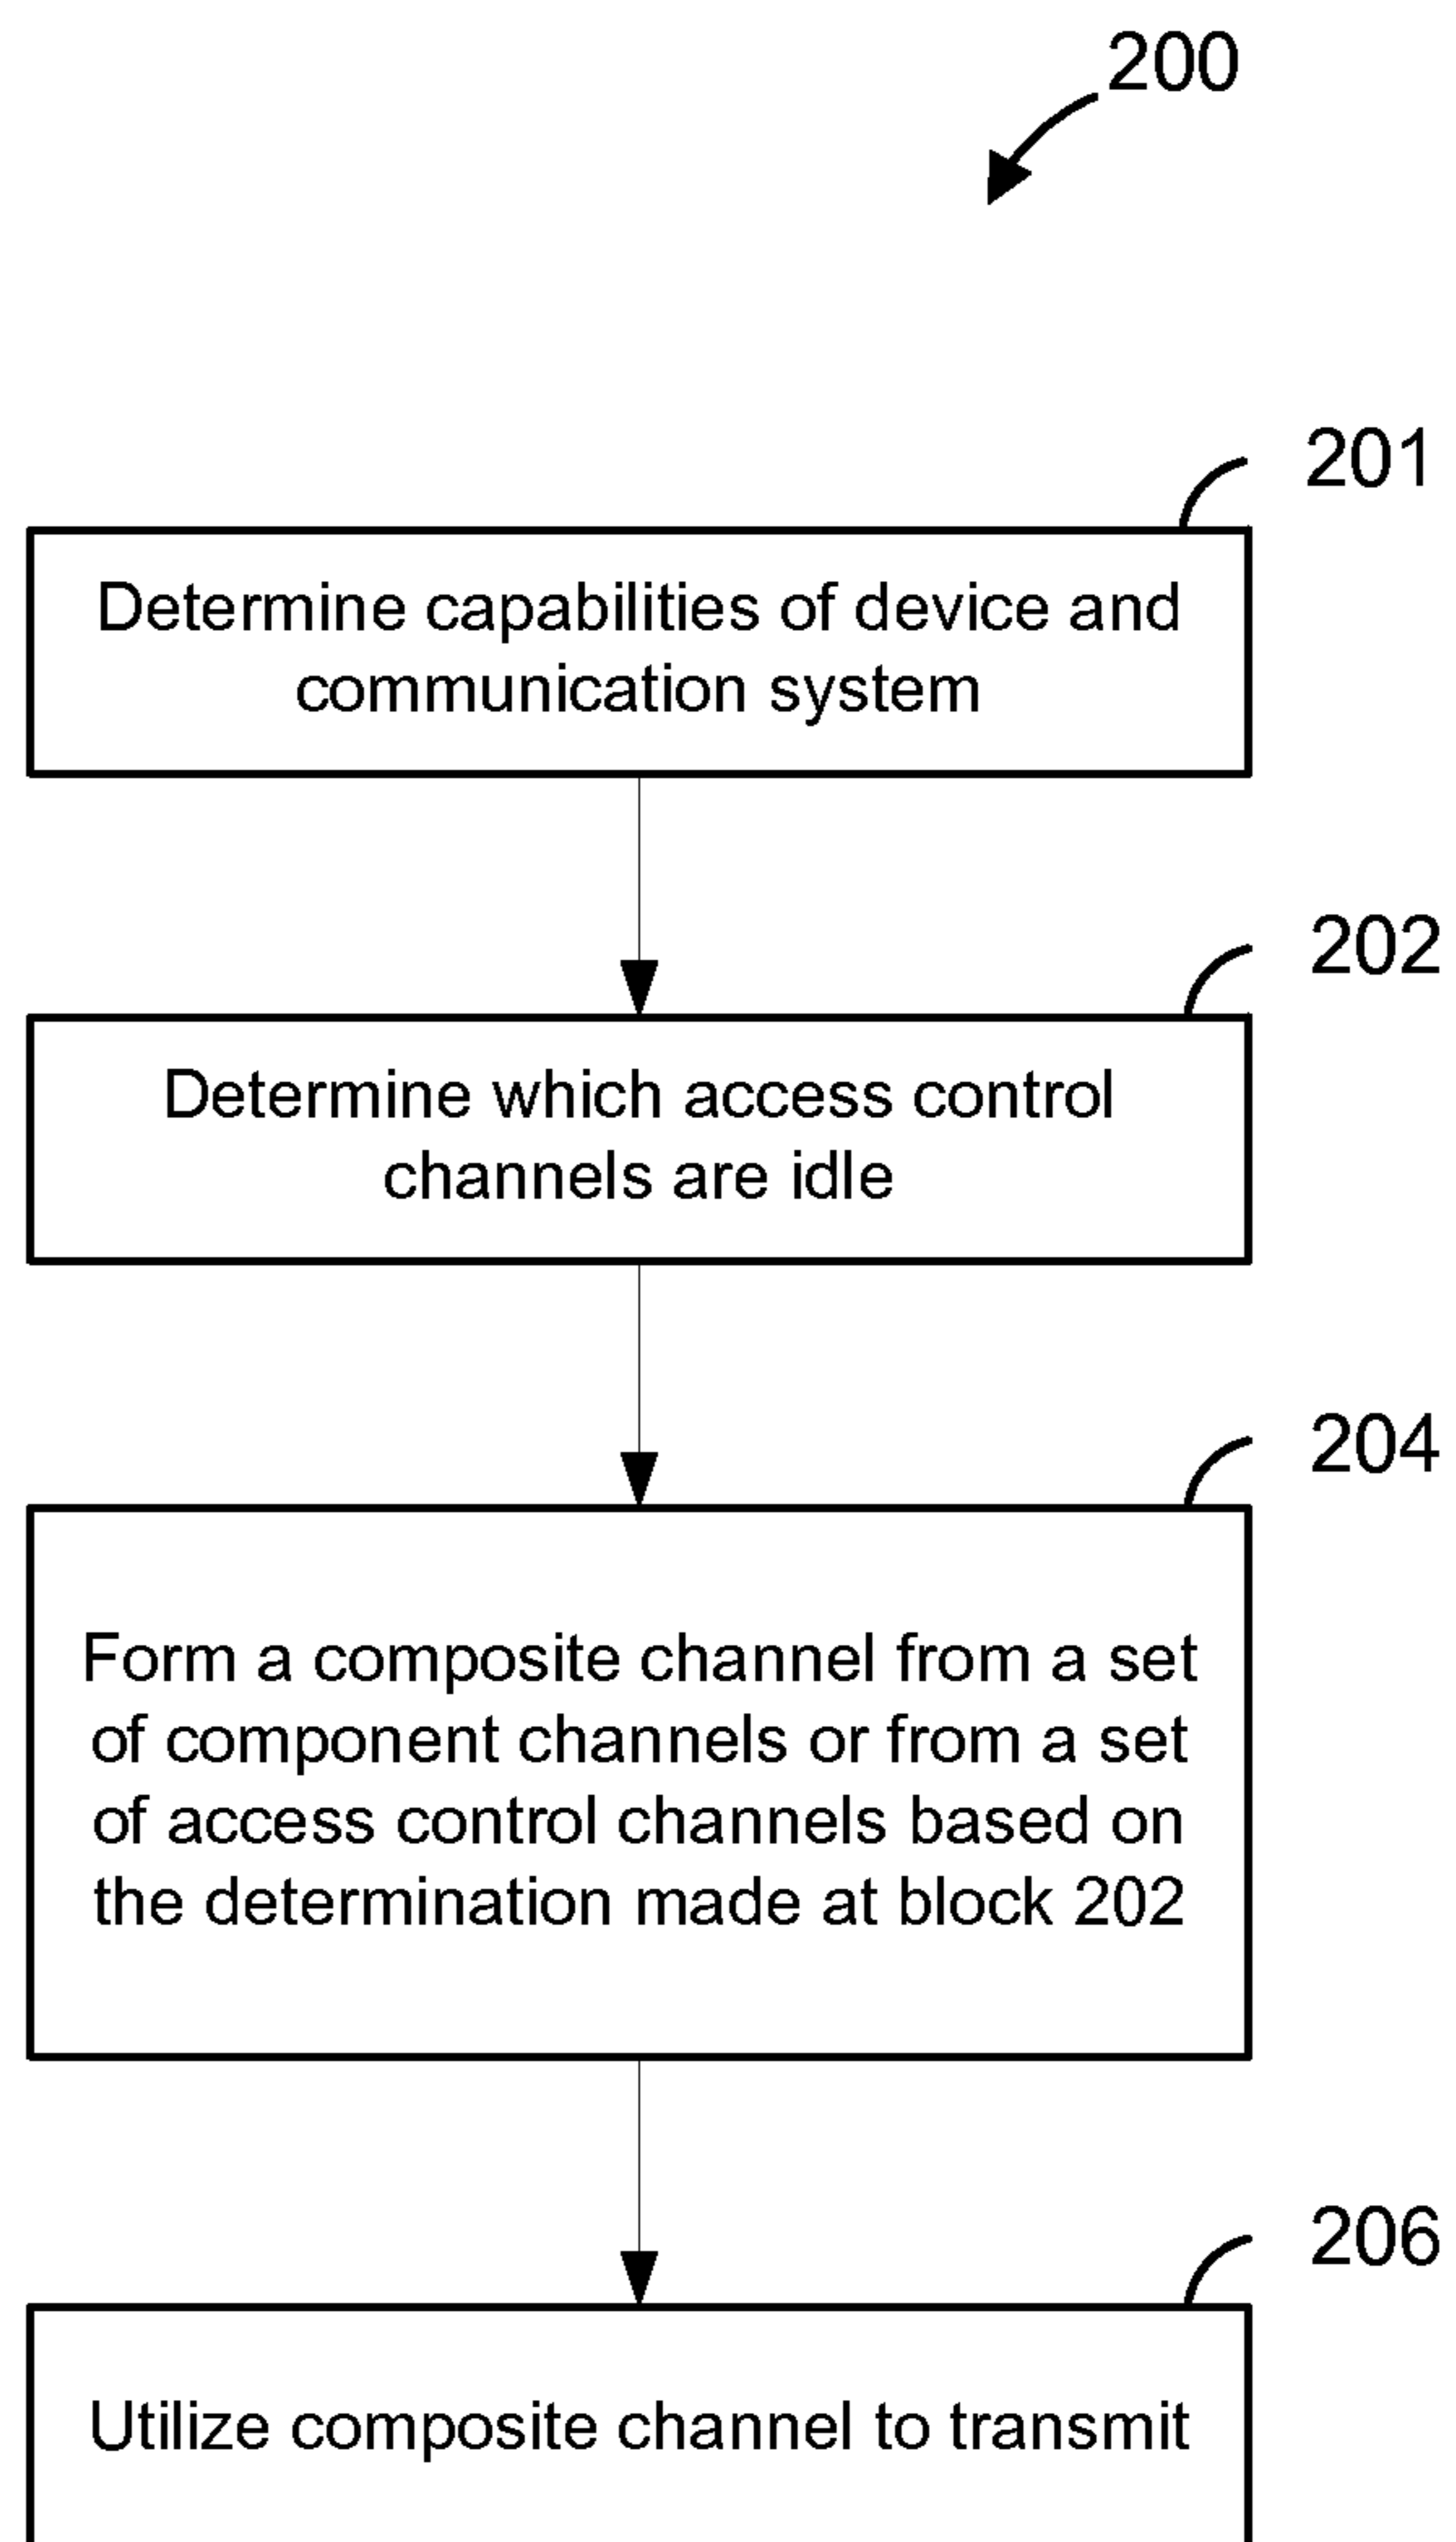 200
201
Determine capabilities of device and
communication system
202
Determine which access control
channels are idle
204
Form a composite channel from a set
of component channels or from a set
of access control channels based on
the determination made at block 202
206
Utilize composite channel to transmit